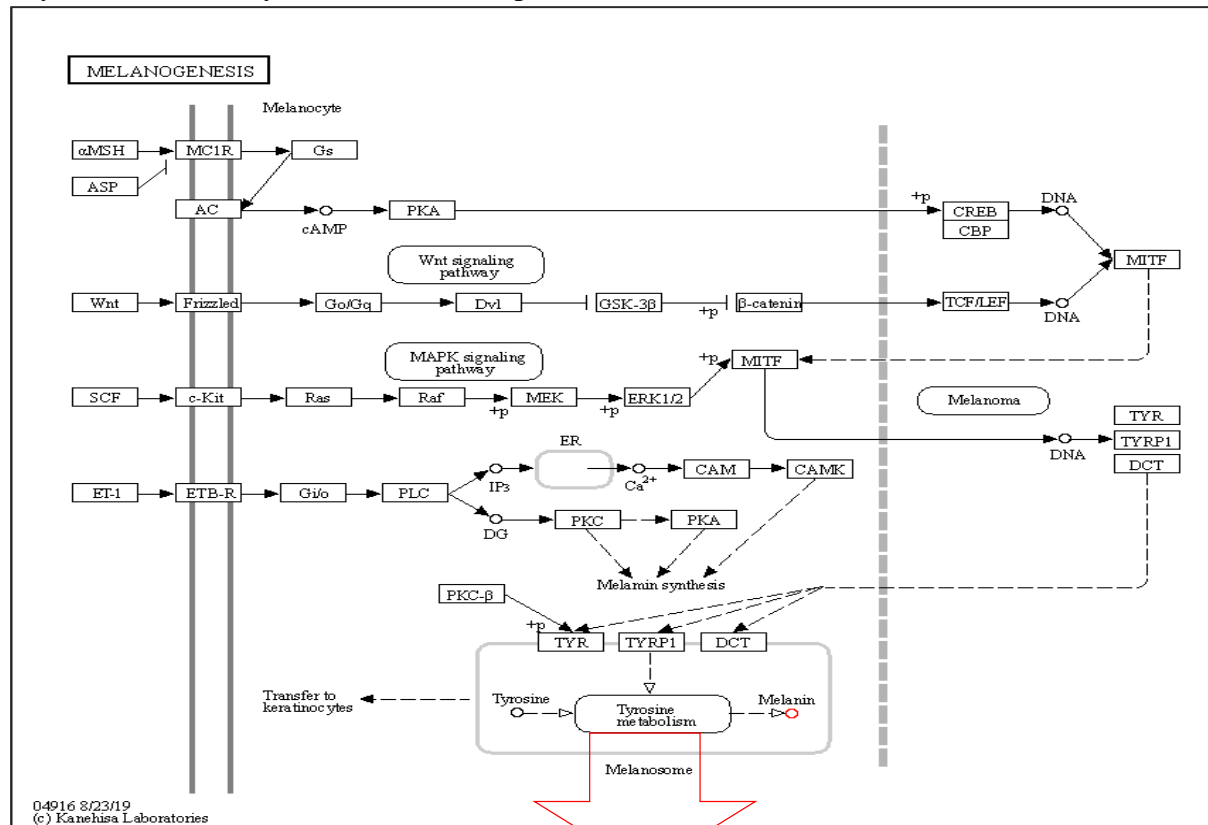 MELANOGENESIS
Melanocyte
αMSH
MC1R
Gs
ASP
AC
cAMP
PKA
+p
CREB
CBP
DNA
MITF
Wnt signaling
pathway
Wnt
Frizzled
Go/Gq
Dvl
GSK-3β
+p
β-catenin
TCF/LEF
DNA
MAPK signaling
pathway
+p
MITF
SCF
c-Kit
Ras
Raf
+p
MEK
+p
ERK1/2
Melanoma
TYR
TYRP1
DCT
DNA
ER
IP3
Ca2+
CAM
CAMK
ET-1
ETB-R
Gi/o
PLC
DG
PKC
PKA
Melamin synthesis
PKC-β
+p
TYR
TYRP1
DCT
Transfer to
keratinocytes
Tyrosine
Tyrosine
metabolism
Melanin
Melanosome
04916 8/23/19
(c) Kanehisa Laboratories